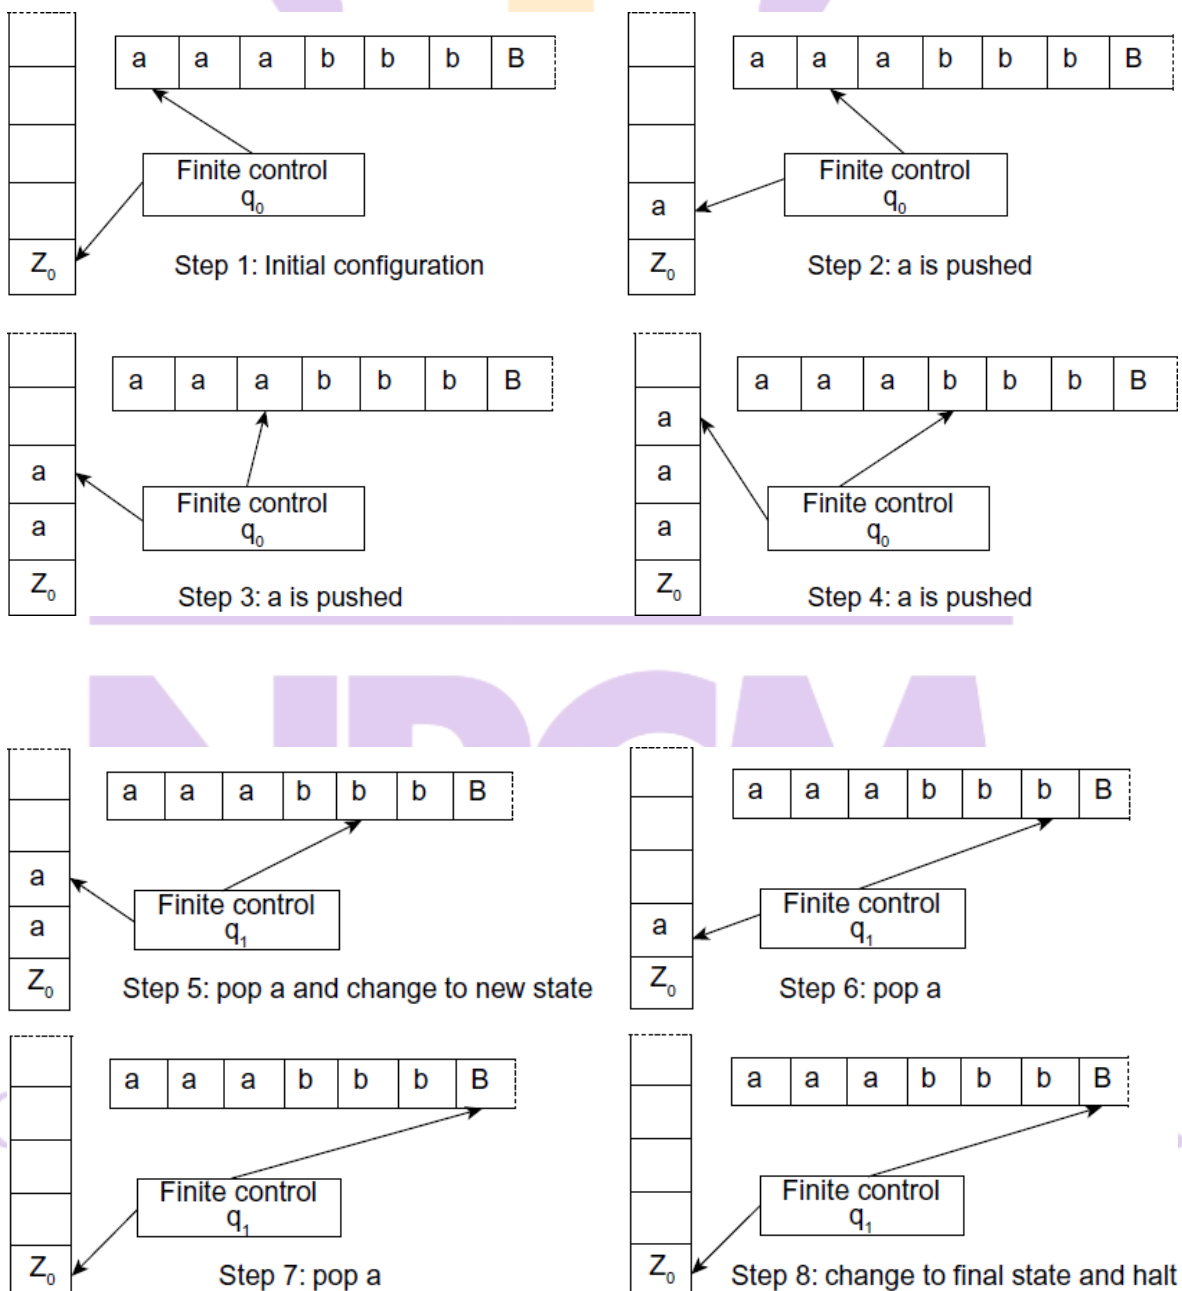 a a a b b b B
Finite control
q₀
Z₀
Step 1: Initial configuration
a a a b b b B
Finite control
q₀
a
Z₀
Step 2: a is pushed
a a a b b b B
a
Finite control
q₀
a
Z₀
Step 3: a is pushed
a a a b b b B
a
a
Finite control
q₀
a
Z₀
Step 4: a is pushed
NRCM
a a a b b b B
a
Finite control
q₁
a
Z₀
Step 5: pop a and change to new state
a a a b b b B
Finite control
q₁
a
Z₀
Step 6: pop a
a a a b b b B
Finite control
q₁
Z₀
Step 7: pop a
a a a b b b B
Finite control
q₁
Z₀
Step 8: change to final state and halt